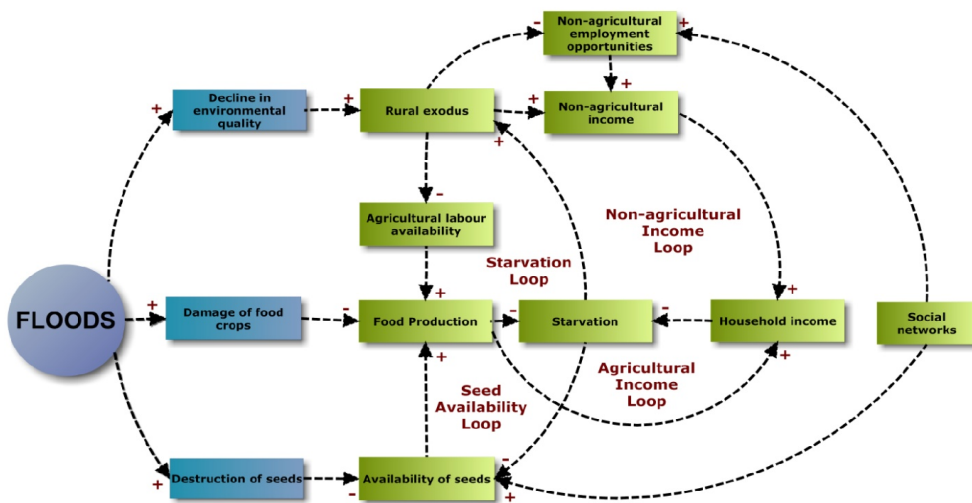 Non-agricultural
employment
opportunities
-
+
+
Decline in
environmental
quality
+
+
Rural exodus
+
+
Non-agricultural
income
-
Agricultural labour
availability
Non-agricultural
Income
Loop
Starvation
Loop
FLOODS
+
Damage of food
crops
-
+
Food Production
+
-
Starvation
-
+
Household income
+
Social
networks
Seed
Availability
Loop
Agricultural
Income
Loop
+
Destruction of seeds
-
Availability of seeds
-
+